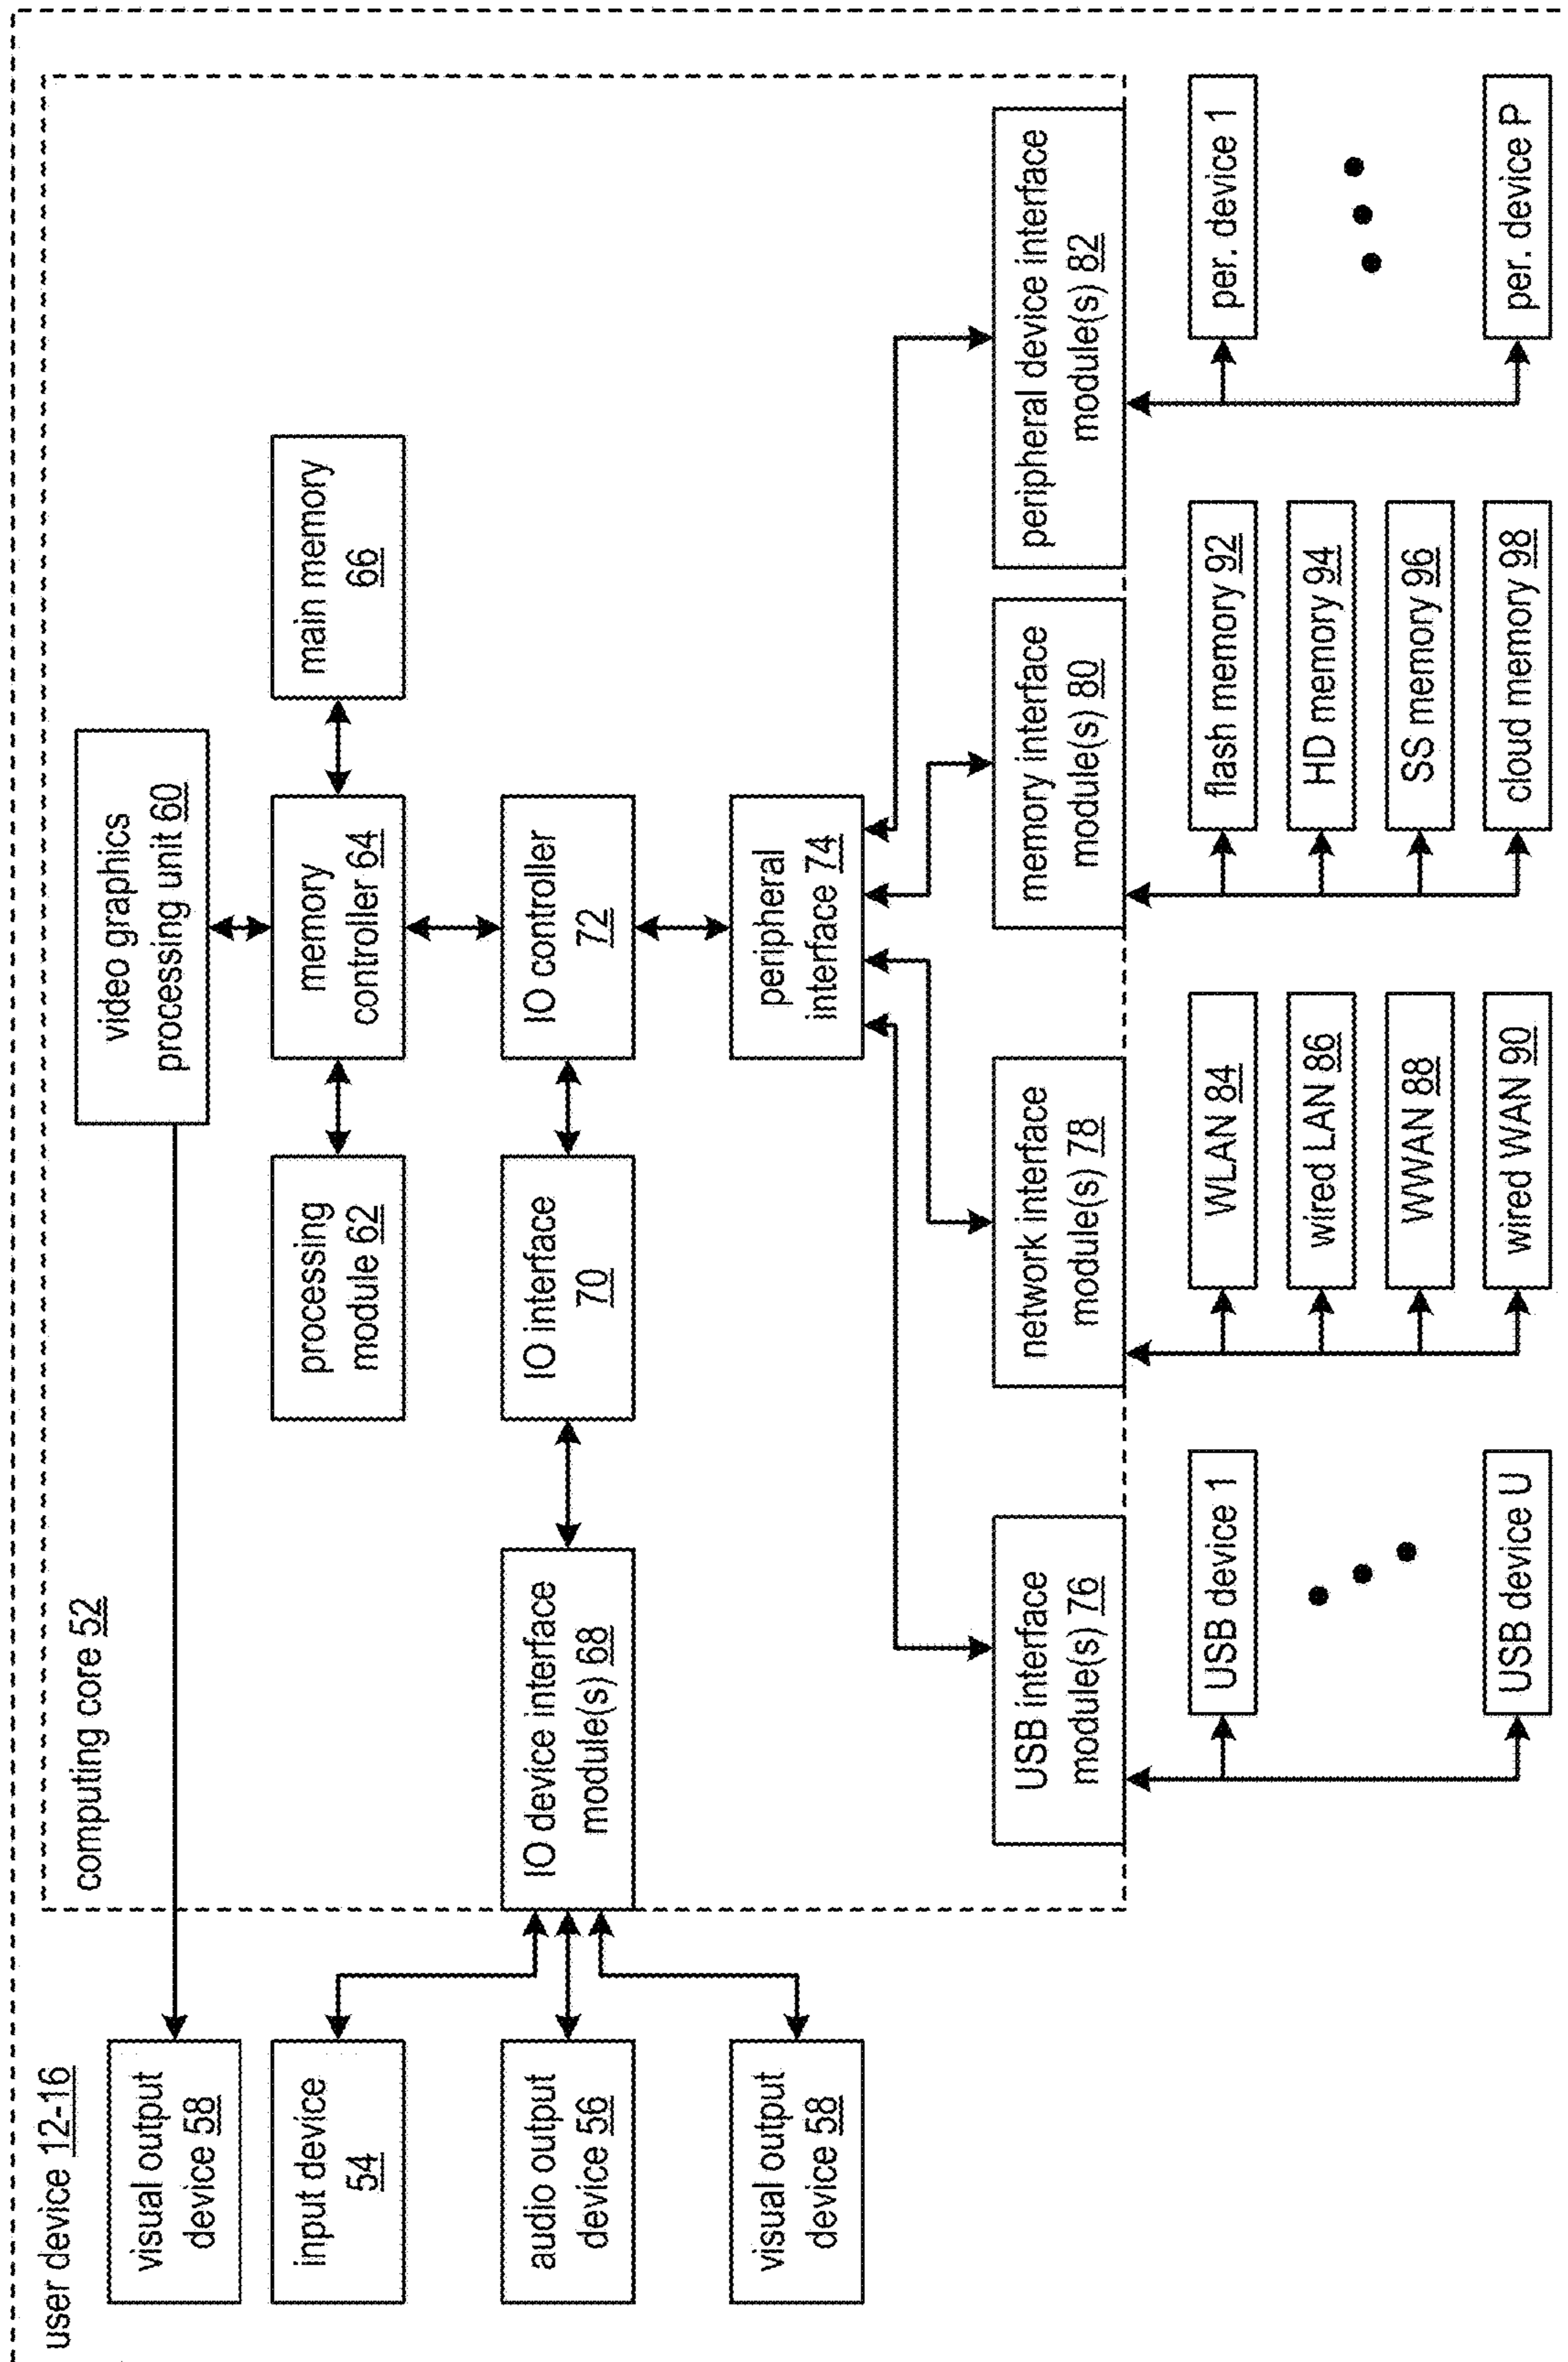 user device 12-16
computing core 52
visual output
device 58
video graphics
processing unit 60
input device
54
processing
module 62
memory
controller 64
main memory
66
audio output
device 56
IO device interface
module(s) 68
IO interface
70
IO controller
72
visual output
device 58
peripheral
interface 74
USB interface
module(s) 76
network interface
module(s) 78
memory interface
module(s) 80
peripheral device interface
module(s) 82
USB device 1
USB device U
WLAN 84
wired LAN 86
WWAN 88
wired WAN 90
flash memory 92
HD memory 94
SS memory 96
cloud memory 98
per. device 1
per. device P